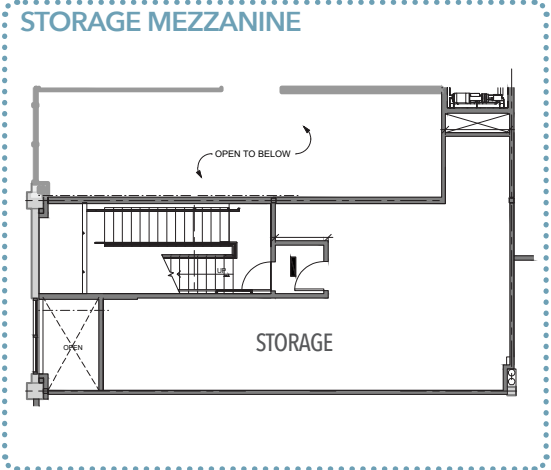 STORAGE MEZZANINE
OPEN TO BELOW
UP
STORAGE
OPEN